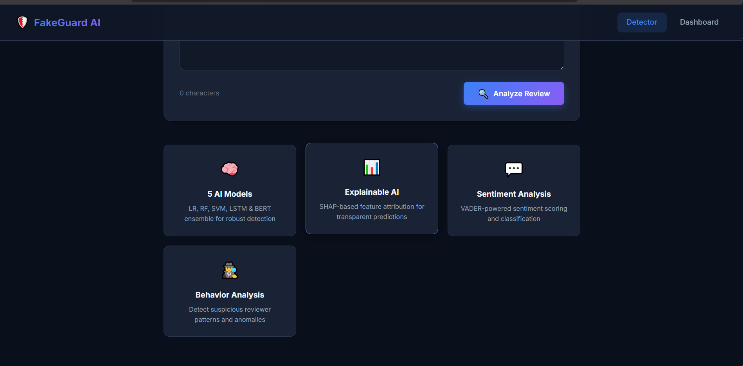 FakeGuard AI
Detector
Dashboard
0 characters
Analyze Review
5 AI Models
LR, RF, SVM, LSTM & BERT
ensemble for robust detection
Explainable AI
SHAP-based feature attribution for
transparent predictions
Sentiment Analysis
VADER-powered sentiment scoring
and classification
Behavior Analysis
Detect suspicious reviewer
patterns and anomalies